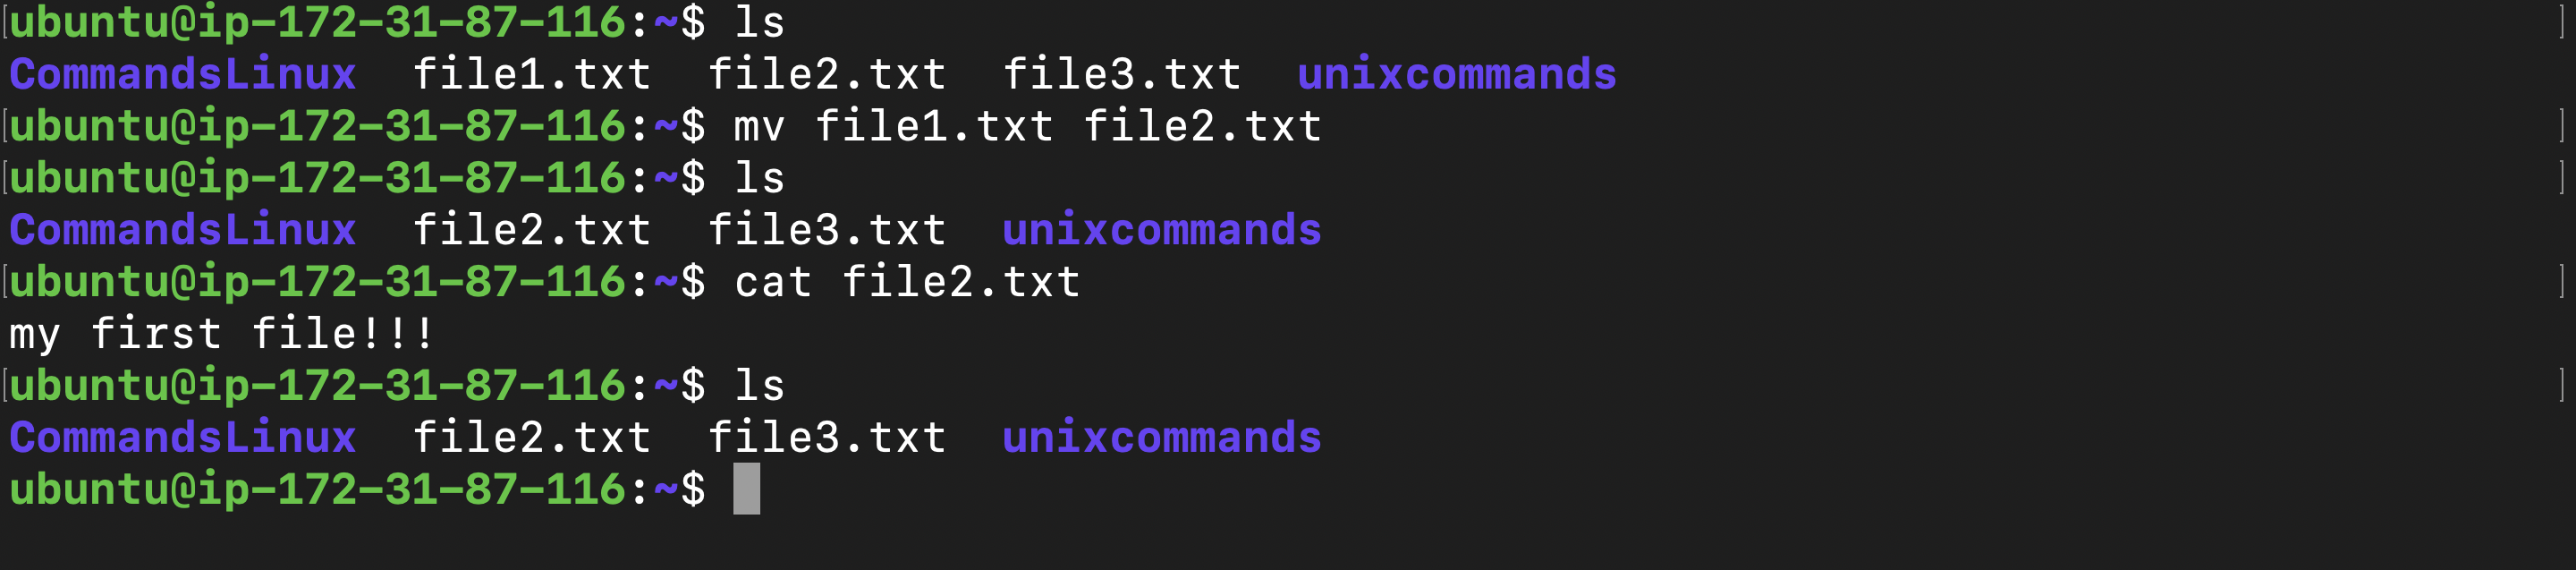 [ubuntu@ip-172-31-87-116:~$ ls ]
CommandsLinux  file1.txt  file2.txt  file3.txt  unixcommands
[ubuntu@ip-172-31-87-116:~$ mv file1.txt file2.txt ]
[ubuntu@ip-172-31-87-116:~$ ls ]
CommandsLinux  file2.txt  file3.txt  unixcommands
[ubuntu@ip-172-31-87-116:~$ cat file2.txt ]
my first file!!!
[ubuntu@ip-172-31-87-116:~$ ls ]
CommandsLinux  file2.txt  file3.txt  unixcommands
ubuntu@ip-172-31-87-116:~$